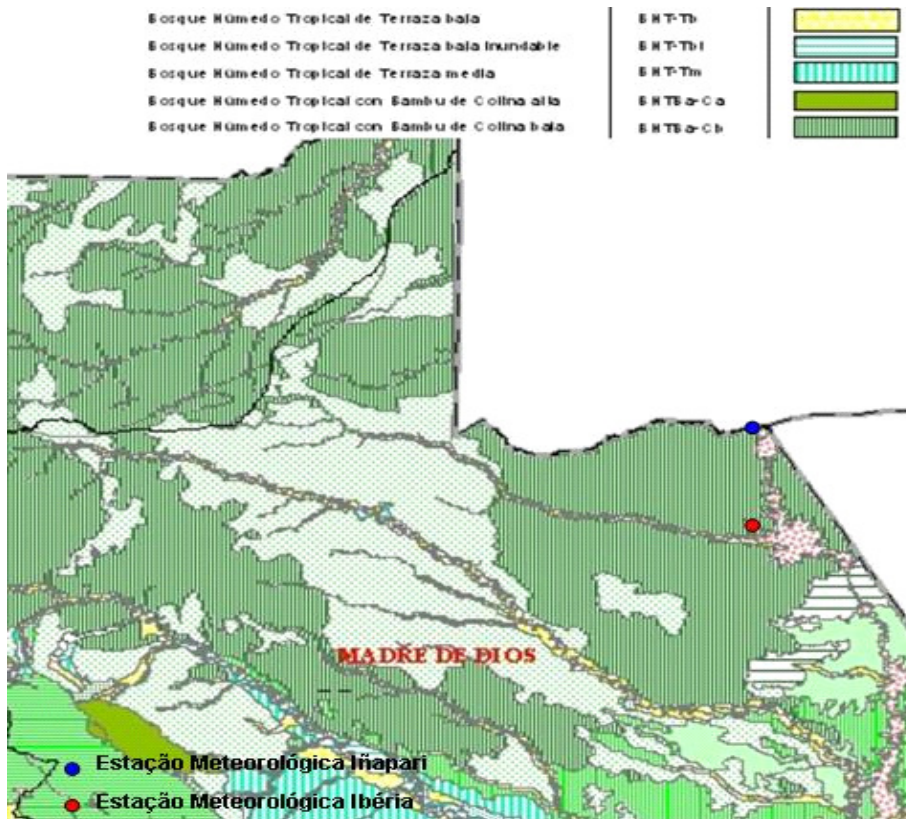 Bosque Húmedo Tropical de Terraza baja BHT-Tb
Bosque Húmedo Tropical de Terraza baja inundable BHT-Tbi
Bosque Húmedo Tropical de Terraza media BHT-Tm
Bosque Húmedo Tropical con Bambu de Colina alta BHTBa-Ca
Bosque Húmedo Tropical con Bambu de Colina baja BHTBa-Cb
MADRE DE DIOS
Estação Meteorológica Iñapari
Estação Meteorológica Ibéria